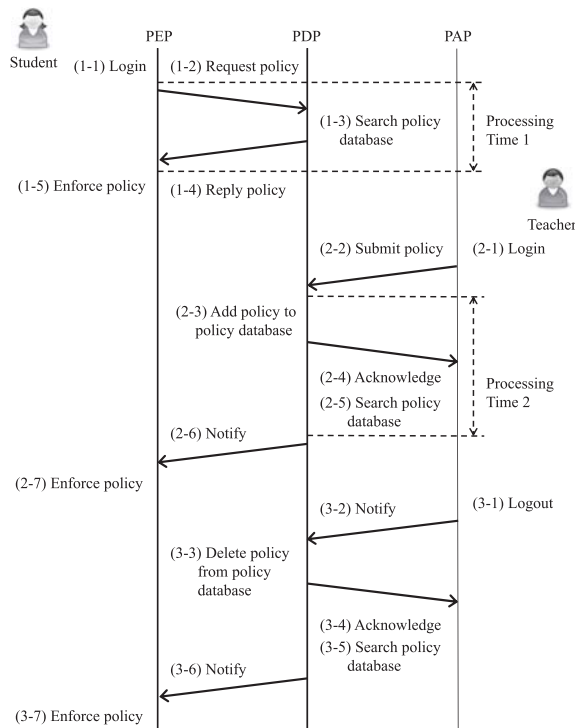 PEP
PDP
PAP
Student
(1-1) Login
(1-2) Request policy
(1-3) Search policy
database
Processing
Time 1
(1-5) Enforce policy
(1-4) Reply policy
Teacher
(2-2) Submit policy
(2-1) Login
(2-3) Add policy to
policy database
(2-4) Acknowledge
(2-5) Search policy
database
Processing
Time 2
(2-6) Notify
(2-7) Enforce policy
(3-2) Notify
(3-1) Logout
(3-3) Delete policy
from policy
database
(3-4) Acknowledge
(3-5) Search policy
database
(3-6) Notify
(3-7) Enforce policy